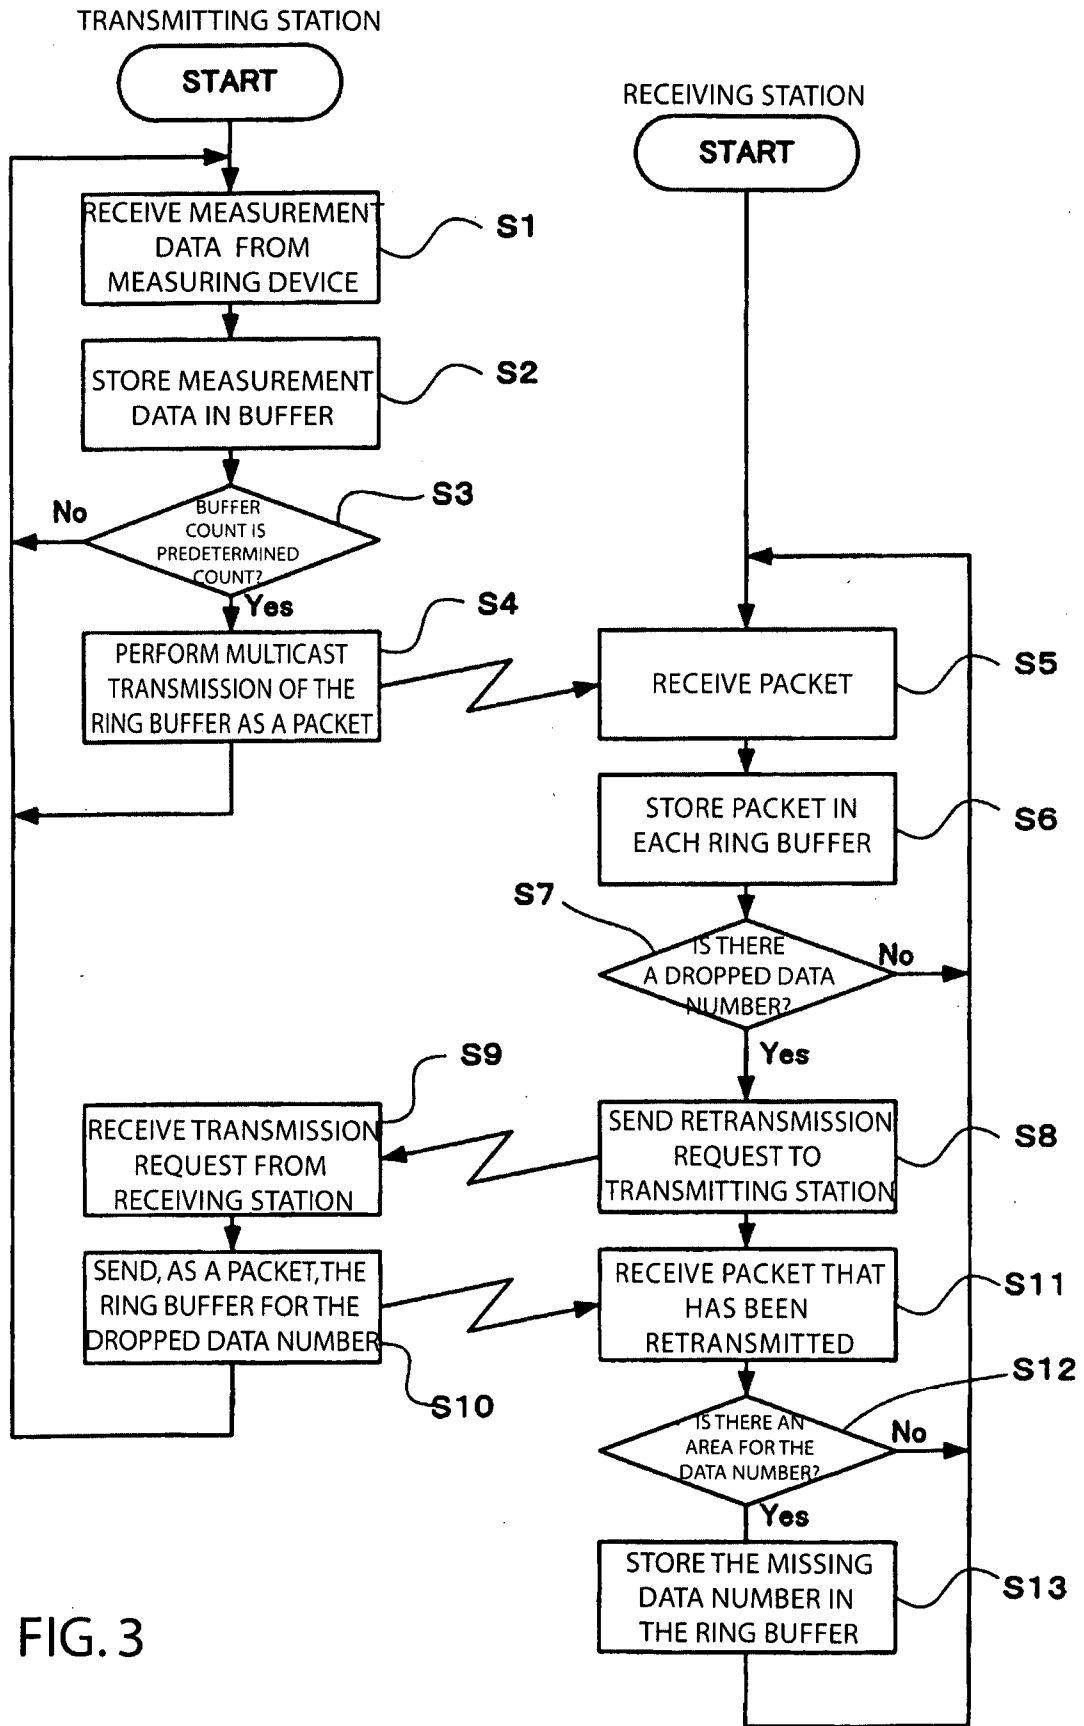 TRANSMITTING STATION
START
RECEIVE MEASUREMENT
DATA FROM
MEASURING DEVICE
S1
STORE MEASUREMENT
DATA IN BUFFER
S2
BUFFER
COUNT IS
PREDETERMINED
COUNT?
S3
No
Yes
PERFORM MULTICAST
TRANSMISSION OF THE
RING BUFFER AS A PACKET
S4
RECEIVING STATION
START
RECEIVE PACKET
S5
STORE PACKET IN
EACH RING BUFFER
S6
S7
IS THERE
A DROPPED DATA
NUMBER?
No
Yes
SEND RETRANSMISSION
REQUEST TO
TRANSMITTING STATION
S8
S9
RECEIVE TRANSMISSION
REQUEST FROM
RECEIVING STATION
SEND, AS A PACKET, THE
RING BUFFER FOR THE
DROPPED DATA NUMBER
S10
RECEIVE PACKET THAT
HAS BEEN
RETRANSMITTED
S11
S12
IS THERE AN
AREA FOR THE
DATA NUMBER?
No
Yes
STORE THE MISSING
DATA NUMBER IN
THE RING BUFFER
S13
FIG. 3